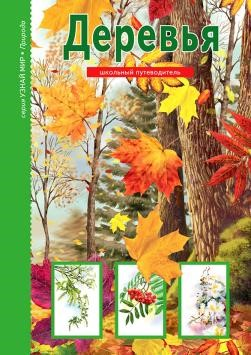 Деревья
школьный путеводитель
серия УЗНАЙ МИР • Природа